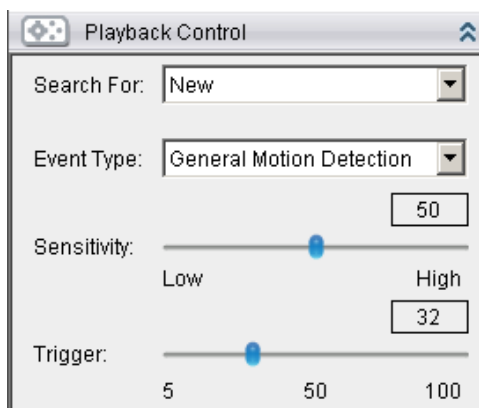 Playback Control
Search For: New
Event Type: General Motion Detection
50
Sensitivity:
Low High
32
Trigger:
5 50 100